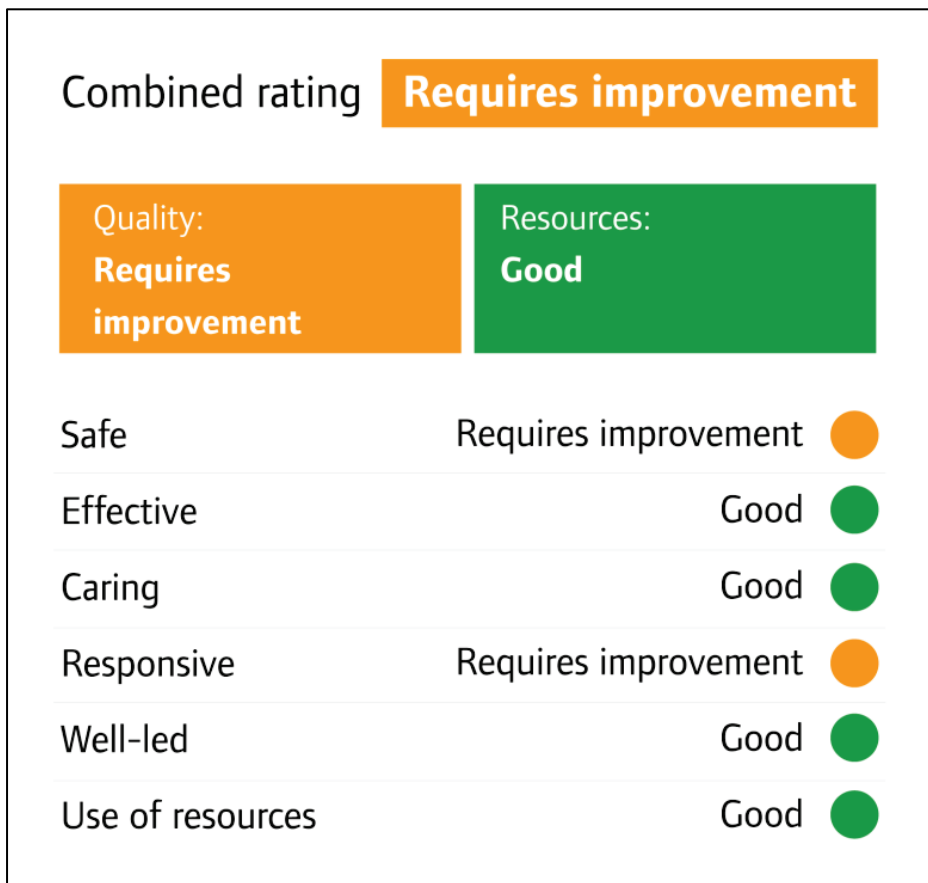 Combined rating Requires improvement
Quality:
Requires
improvement
Resources:
Good
Safe Requires improvement
Effective Good
Caring Good
Responsive Requires improvement
Well-led Good
Use of resources Good